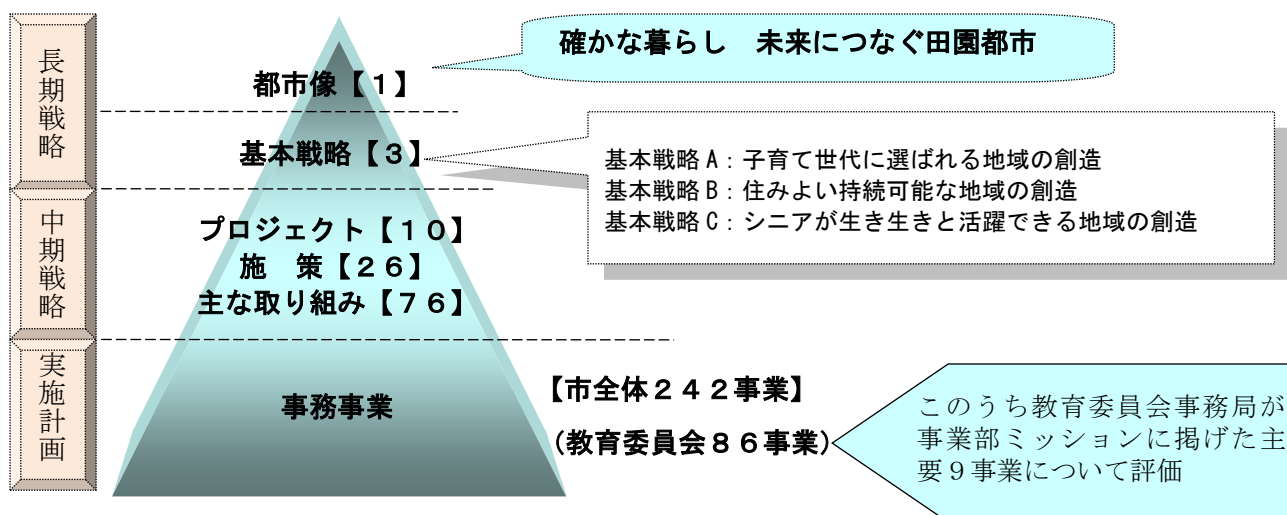 長期戦略
確かな暮らし　未来につなぐ田園都市
都市像【１】
基本戦略【３】
基本戦略A：子育て世代に選ばれる地域の創造
基本戦略B：住みよい持続可能な地域の創造
基本戦略C：シニアが生き生きと活躍できる地域の創造
中期戦略
プロジェクト【１０】
施　策【２６】
主な取り組み【７６】
実施計画
事務事業
【市全体２４２事業】
（教育委員会８６事業）
このうち教育委員会事務局が
事業部ミッションに掲げた主
要９事業について評価